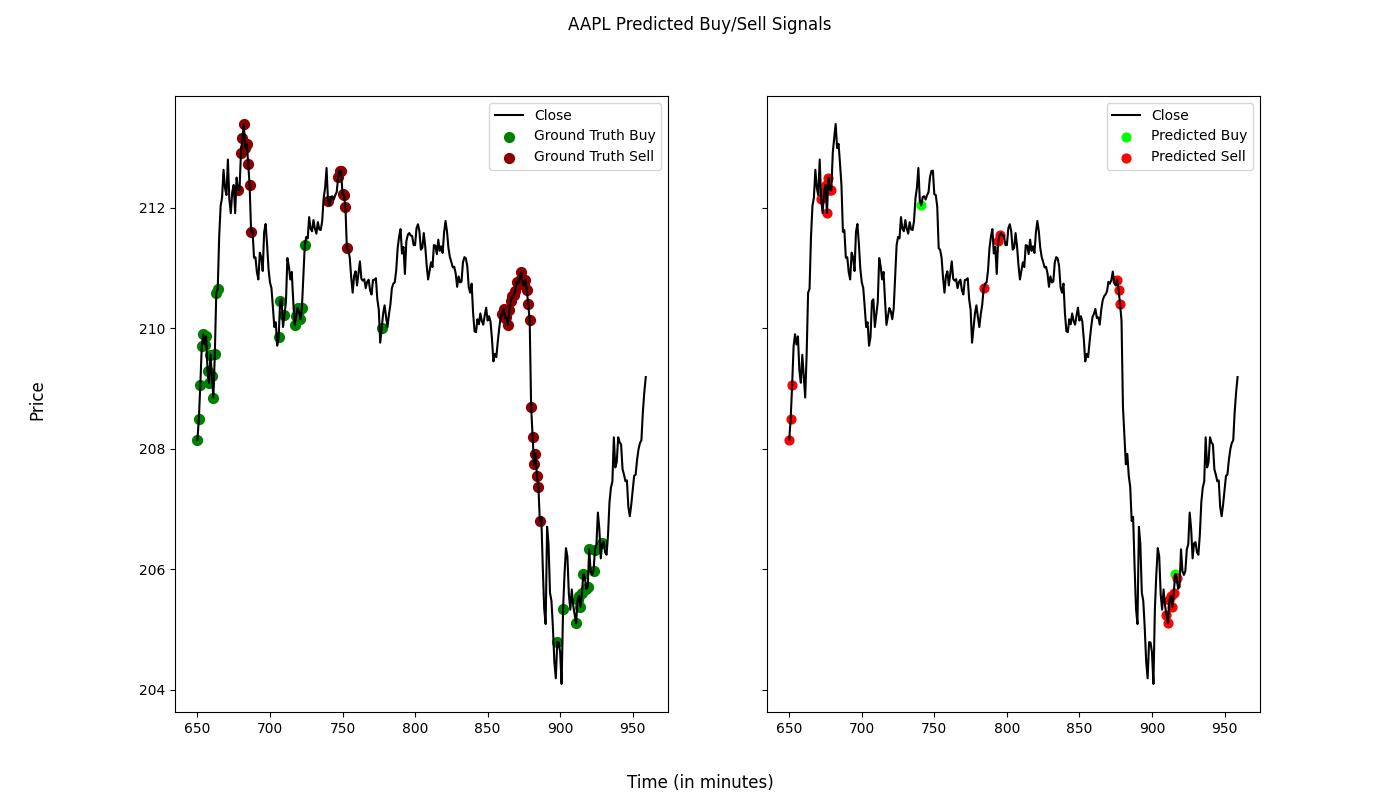 AAPL Predicted Buy/Sell Signals
Close
Ground Truth Buy
Ground Truth Sell
Close
Predicted Buy
Predicted Sell
212
210
208
206
204
Price
650 700 750 800 850 900 950
650 700 750 800 850 900 950
Time (in minutes)